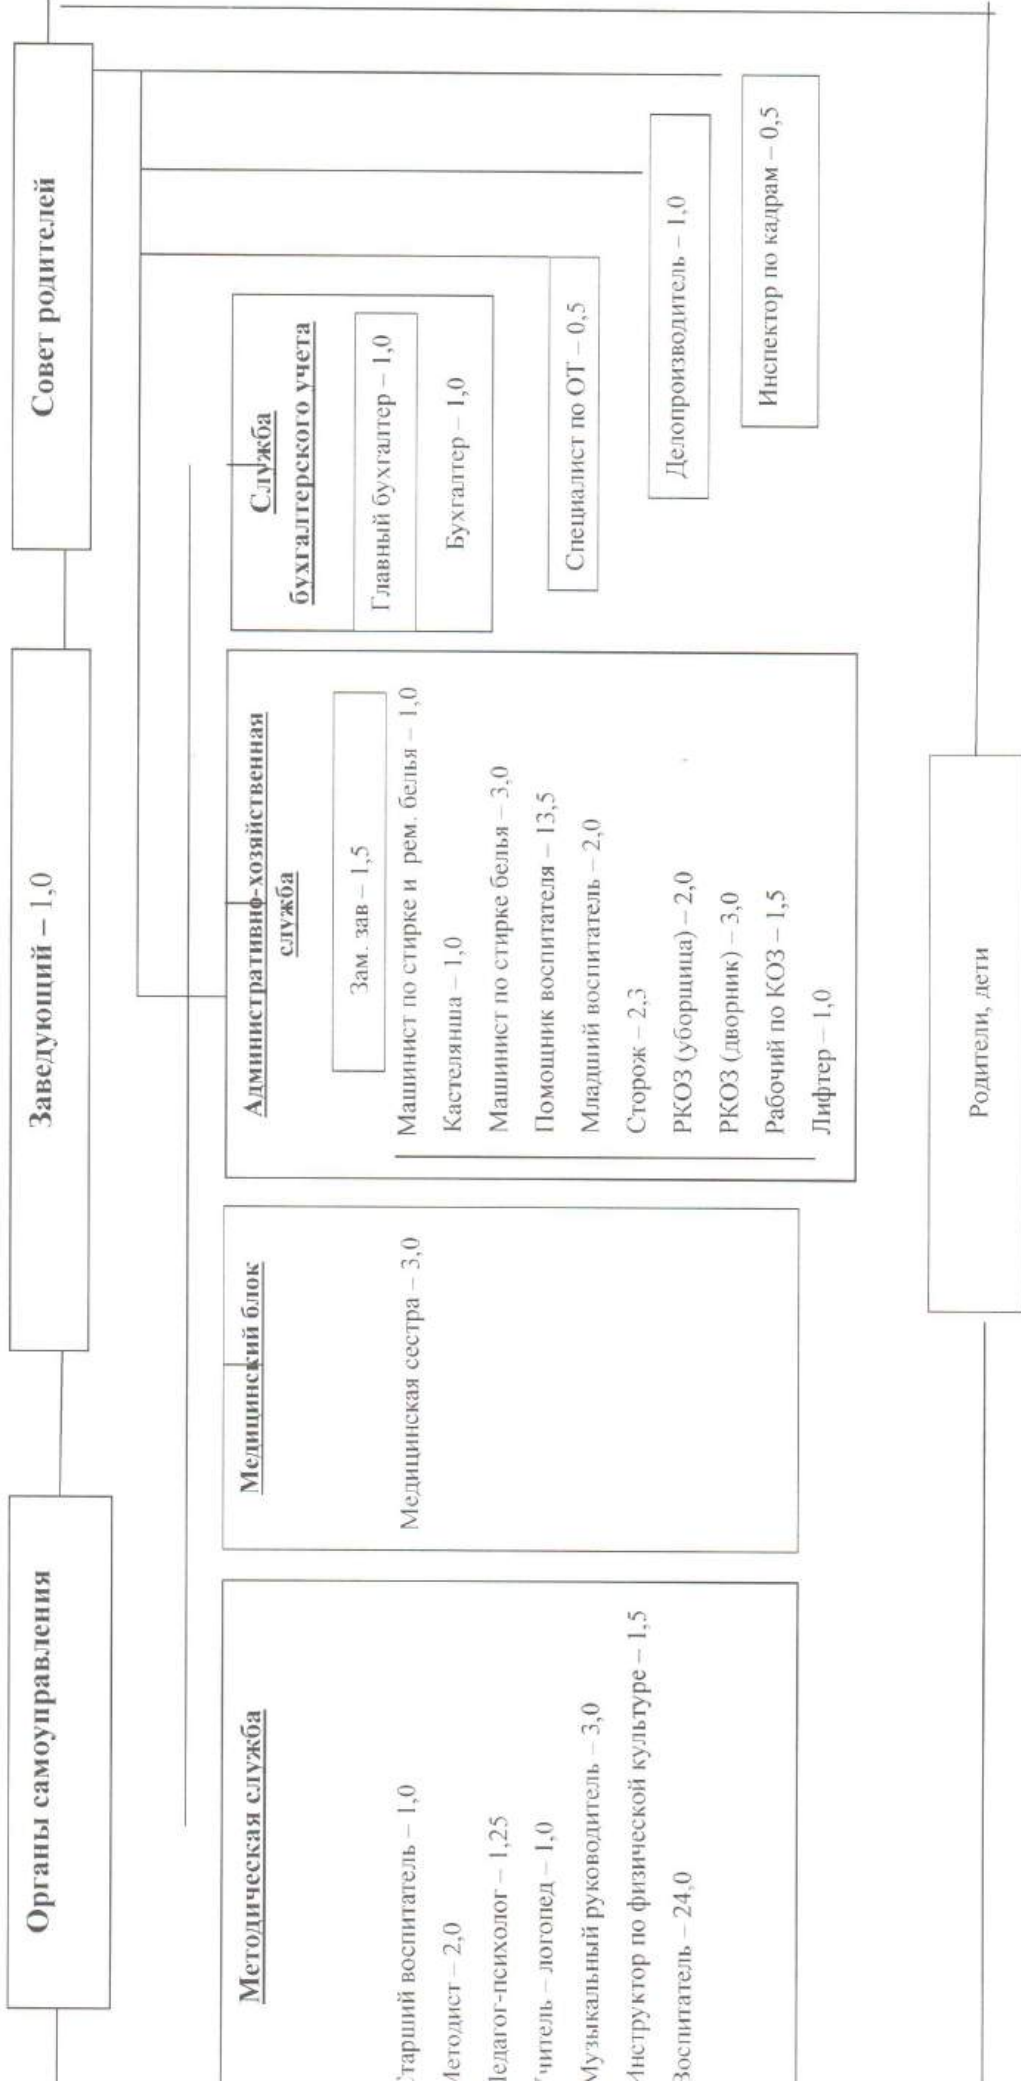 Органы самоуправления
Заведующий – 1,0
Совет родителей
Методическая служба
Старший воспитатель – 1,0
Методист – 2,0
Педагог-психолог – 1,25
Учитель – логопед – 1,0
Музыкальный руководитель – 3,0
Инструктор по физической культуре – 1,5
Воспитатель – 24,0
Медицинский блок
Медицинская сестра – 3,0
Административно-хозяйственная
служба
Зам. зав – 1,5
Машинист по стирке и рем. белья – 1,0
Кастелянша – 1,0
Машинист по стирке белья – 3,0
Помощник воспитателя – 13,5
Младший воспитатель – 2,0
Сторож – 2,3
РКОЗ (уборщица) – 2,0
РКОЗ (дворник) – 3,0
Рабочий по КОЗ – 1,5
Лифтер – 1,0
Служба
бухгалтерского учета
Главный бухгалтер – 1,0
Бухгалтер – 1,0
Специалист по ОТ – 0,5
Делопроизводитель – 1,0
Инспектор по кадрам – 0,5
Родители, дети